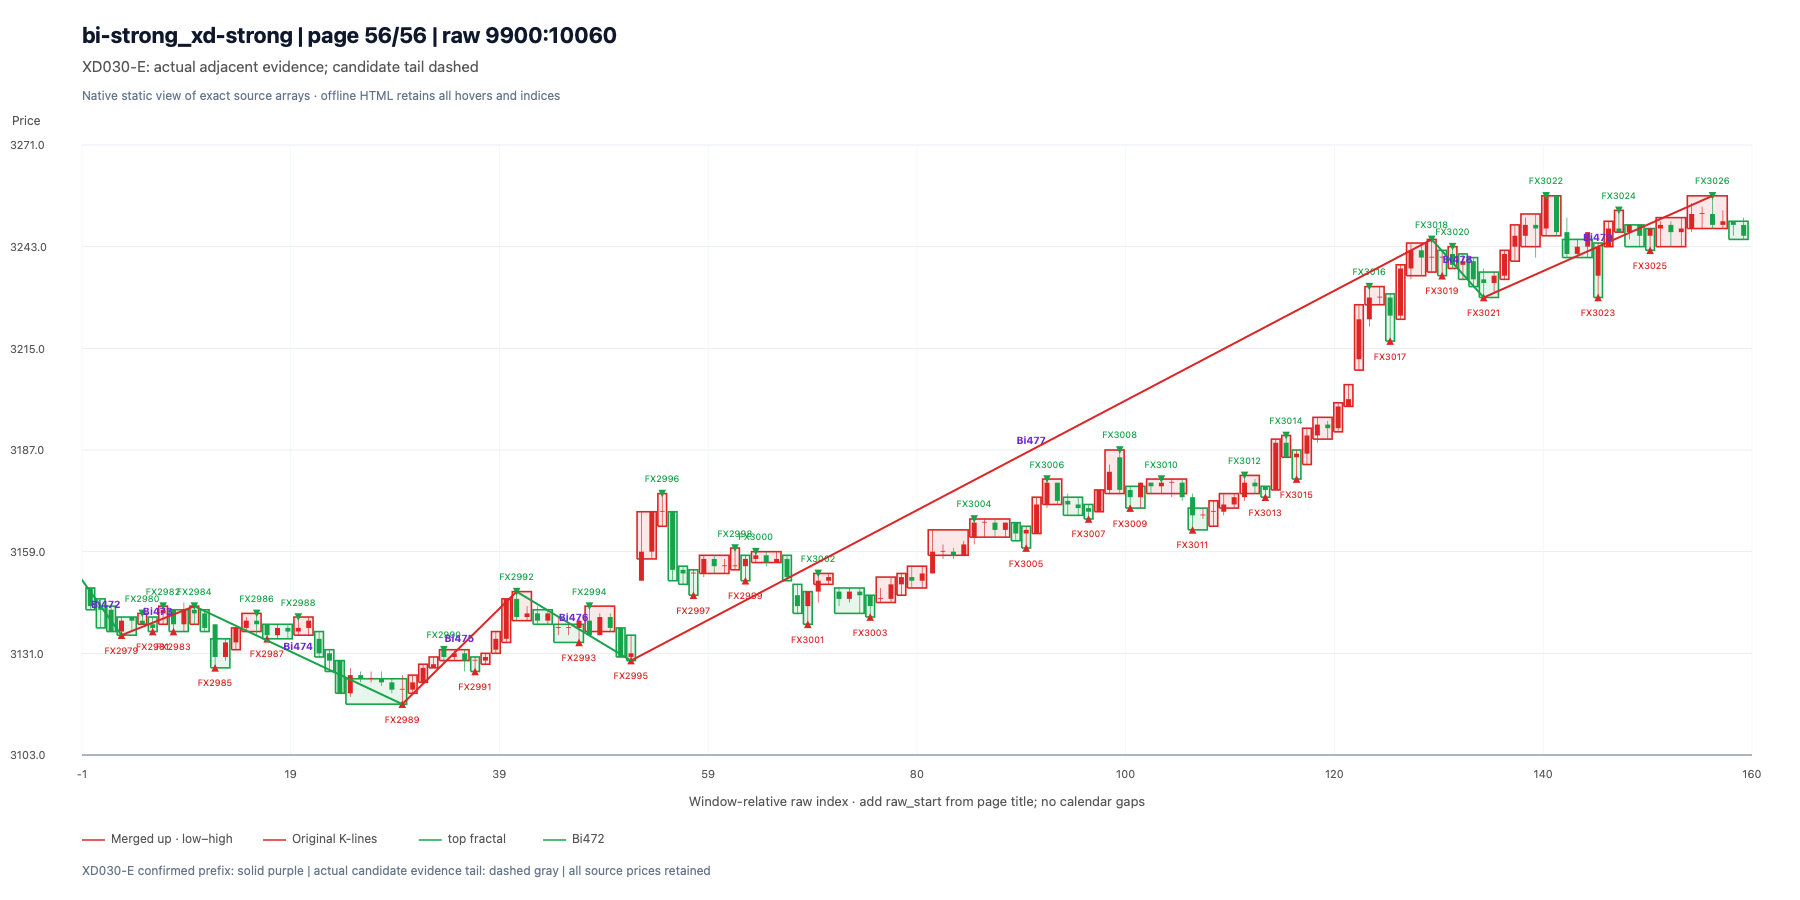 bi-strong_xd-strong | page 56/56 | raw 9900:10060
XD030-E: actual adjacent evidence; candidate tail dashed
Native static view of exact source arrays · offline HTML retains all hovers and indices
Price
3271.0
3243.0
3215.0
3187.0
3159.0
3131.0
3103.0
FX3022
FX3026
FX3024
FX3018
FX3020
Bi479
Bi478
FX3025
FX3016
FX3019
FX3021
FX3023
FX3017
FX3014
Bi477
FX3008
FX3006
FX3010
FX3012
FX2996
FX3015
FX3004
FX3013
FX3009
FX3007
FX3011
FX2998
FX3000
FX3005
FX3002
FX2992
FX2994
FX2997
FX2999
Bi472
FX2980
FX2982
FX2984
Bi473
FX2986
FX2988
Bi476
FX2990
Bi475
FX3001
FX3003
FX2979
FX2983
FX2987
Bi474
FX2993
FX2995
FX2985
FX2991
FX2989
-1
19
39
59
80
100
120
140
160
Window-relative raw index · add raw_start from page title; no calendar gaps
Merged up · low–high
Original K-lines
top fractal
Bi472
XD030-E confirmed prefix: solid purple | actual candidate evidence tail: dashed gray | all source prices retained